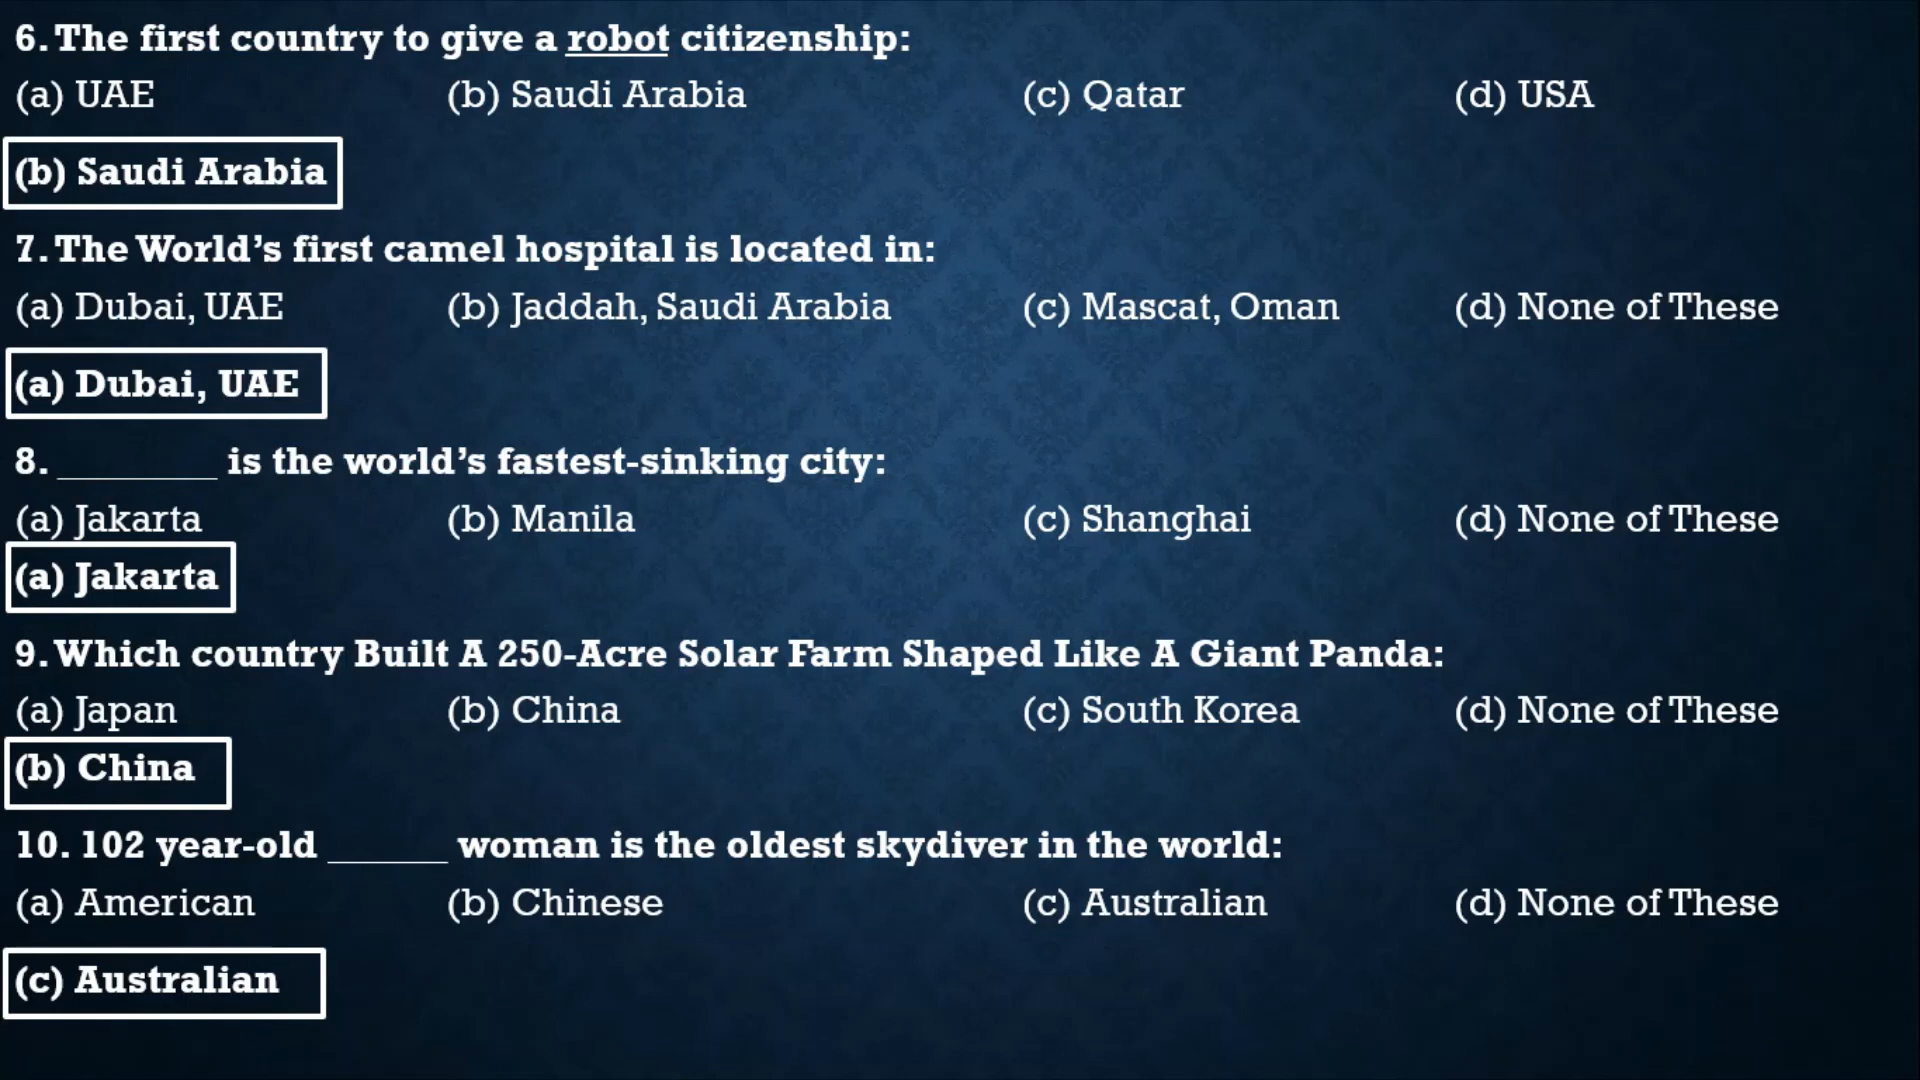 6. The first country to give a robot citizenship:
(a) UAE (b) Saudi Arabia (c) Qatar (d) USA
(b) Saudi Arabia
7. The World’s first camel hospital is located in:
(a) Dubai, UAE (b) Jaddah, Saudi Arabia (c) Mascat, Oman (d) None of These
(a) Dubai, UAE
8. ________ is the world’s fastest-sinking city:
(a) Jakarta (b) Manila (c) Shanghai (d) None of These
(a) Jakarta
9. Which country Built A 250-Acre Solar Farm Shaped Like A Giant Panda:
(a) Japan (b) China (c) South Korea (d) None of These
(b) China
10. 102 year-old ______ woman is the oldest skydiver in the world:
(a) American (b) Chinese (c) Australian (d) None of These
(c) Australian